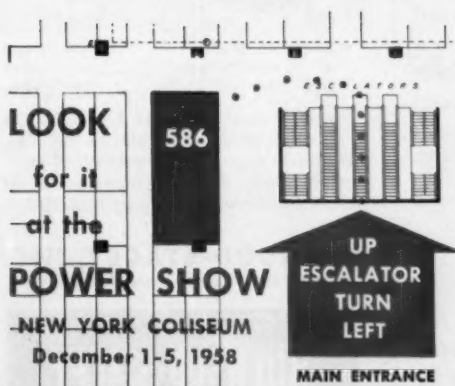 ESCALATORS
LOOK
586
for it
at the
POWER SHOW
NEW YORK COLISEUM
December 1-5, 1958
UP
ESCALATOR
TURN
LEFT
MAIN ENTRANCE